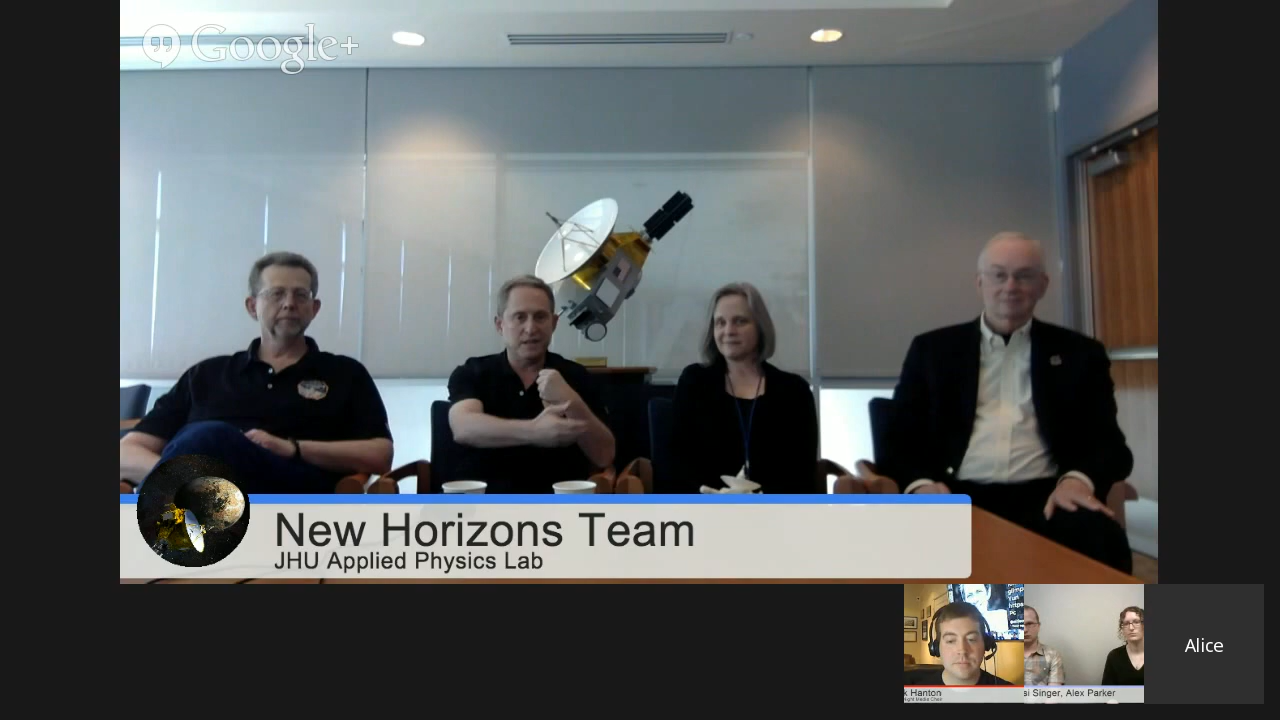 Google+
New Horizons Team
JHU Applied Physics Lab
Hanton
Singer, Alex Parker
Alice